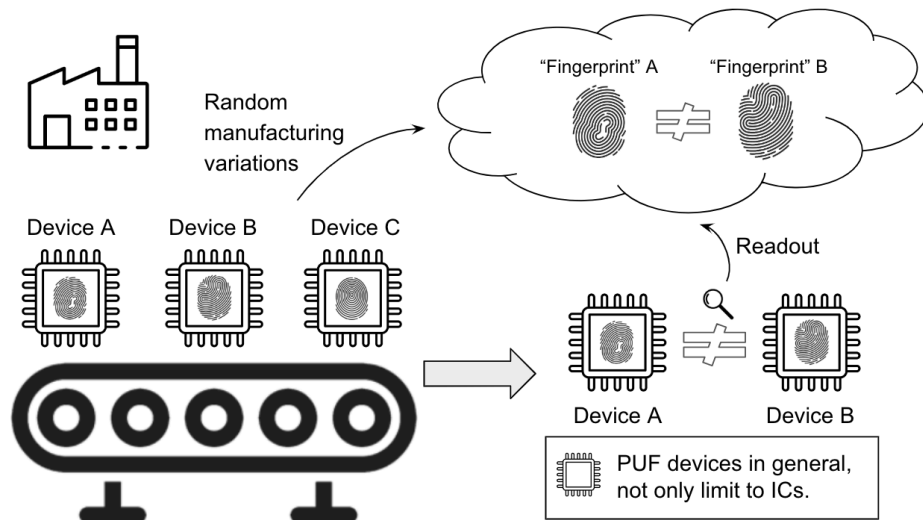 “Fingerprint” A
“Fingerprint” B
Random
manufacturing
variations
Device A
Device B
Device C
Readout
Device A
Device B
PUF devices in general,
not only limit to ICs.